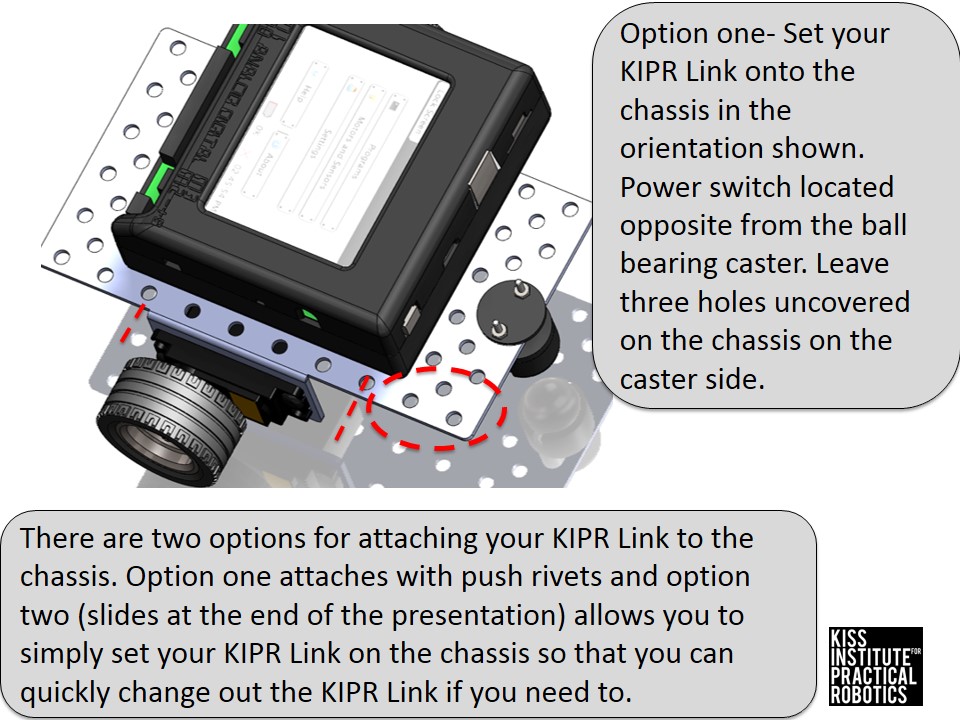 Option one- Set your
KIPR Link onto the
chassis in the
orientation shown.
Power switch located
opposite from the ball
bearing caster. Leave
three holes uncovered
on the chassis on the
caster side.
Lock Screen
Programs
Motors and Sensors
Settings
Help
About
There are two options for attaching your KIPR Link to the
chassis. Option one attaches with push rivets and option
two (slides at the end of the presentation) allows you to
simply set your KIPR Link on the chassis so that you can
quickly change out the KIPR Link if you need to.
KISS
INSTITUTE FOR
PRACTICAL
ROBOTICS